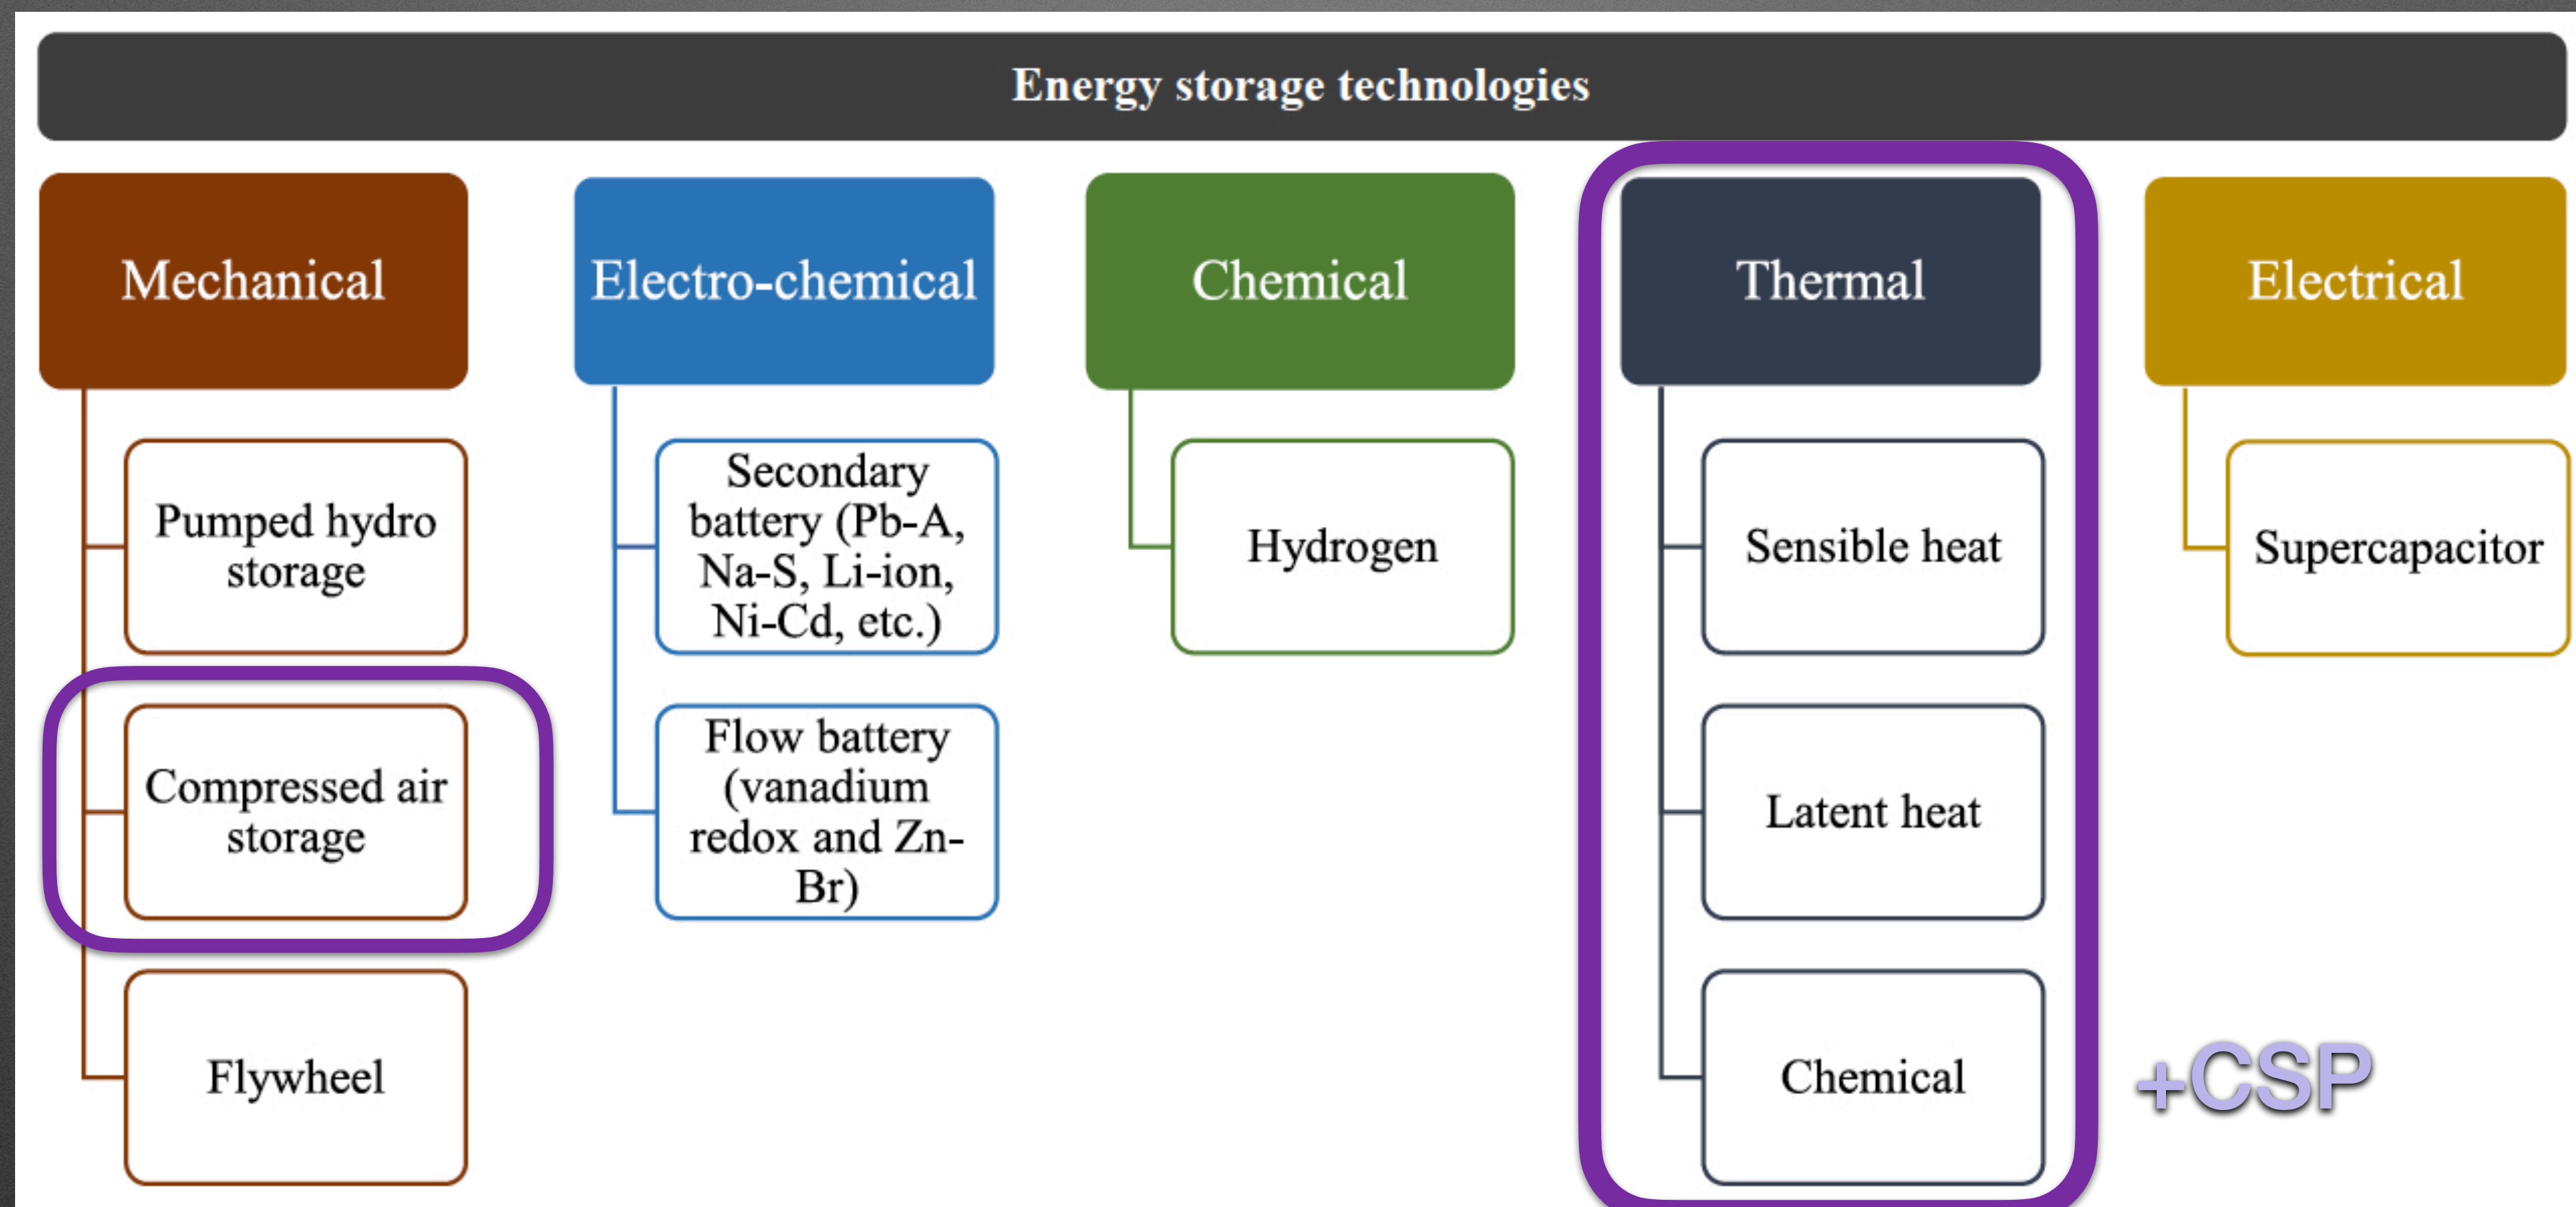 Energy storage technologies
Mechanical
Pumped hydro
storage
Compressed air
storage
Flywheel
Electro-chemical
Secondary
battery (Pb-A,
Na-S, Li-ion,
Ni-Cd, etc.)
Flow battery
(vanadium
redox and Zn-
Br)
Chemical
Hydrogen
Thermal
Sensible heat
Latent heat
Chemical
+CSP
Electrical
Supercapacitor